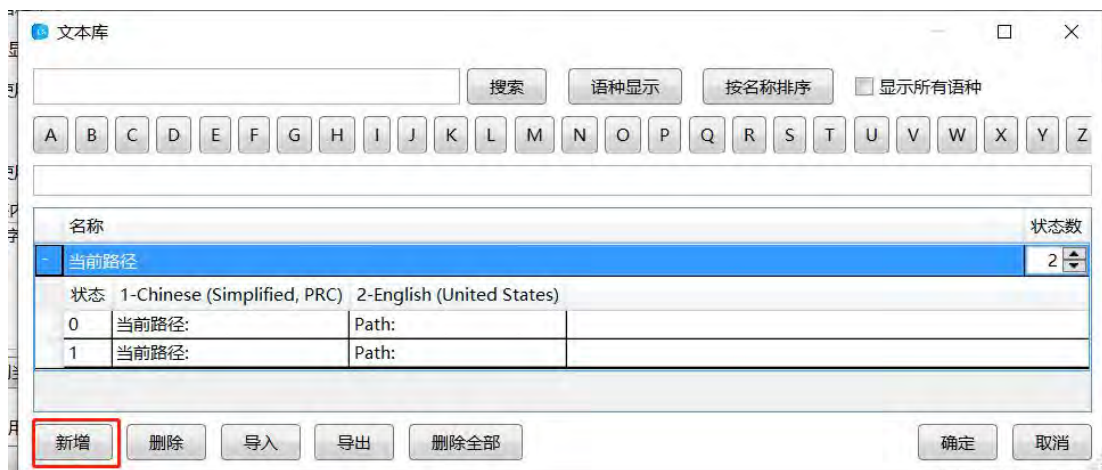 文本库
搜索 语种显示 按名称排序 显示所有语种
A B C D E F G H I J K L M N O P Q R S T U V W X Y Z
名称 状态数
- 当前路径 2
状态 1-Chinese (Simplified, PRC) 2-English (United States)
0 当前路径: Path:
1 当前路径: Path:
新增 删除 导入 导出 删除全部 确定 取消